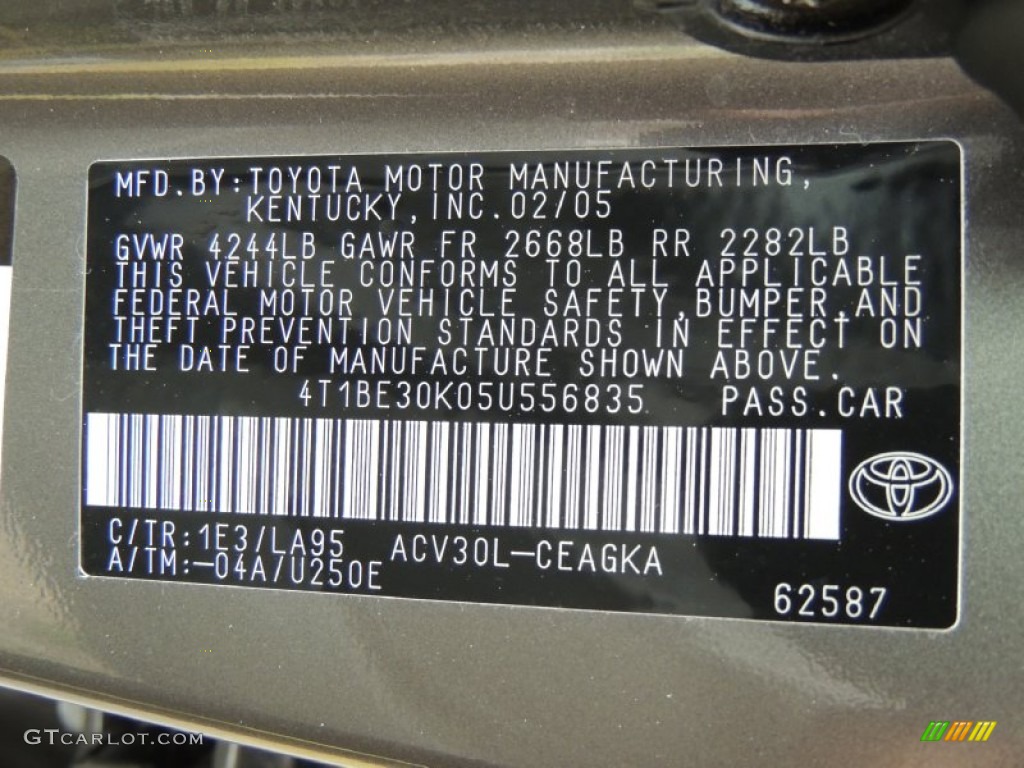 MFD.BY:TOYOTA MOTOR MANUFACTURING,
KENTUCKY,INC.02/05
GVWR 4244LB GAWR FR 2668LB RR 2282LB
THIS VEHICLE CONFORMS TO ALL APPLICABLE
FEDERAL MOTOR VEHICLE SAFETY,BUMPER,AND
THEFT PREVENTION STANDARDS IN EFFECT ON
THE DATE OF MANUFACTURE SHOWN ABOVE.
4T1BE30K05U556835 PASS.CAR
C/TR:1E3/LA95 ACV30L-CEAGKA
A/TM:-04A/U250E
62587
GTCARLOT.COM